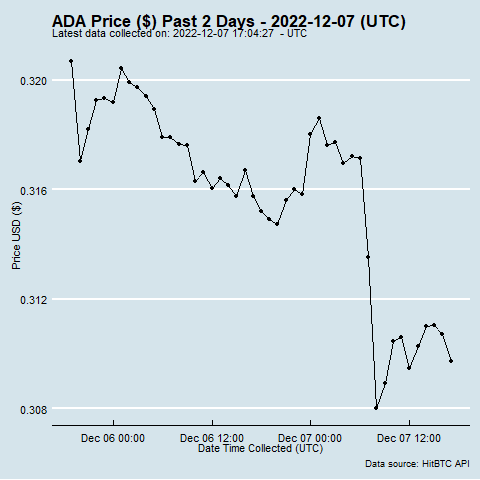 ADA Price ($) Past 2 Days - 2022-12-07 (UTC)
Latest data collected on: 2022-12-07 17:04:27  - UTC
0.320
0.316
0.312
0.308
Price USD ($)
Dec 06 00:00 Dec 06 12:00 Dec 07 00:00 Dec 07 12:00
Date Time Collected (UTC)
Data source: HitBTC API